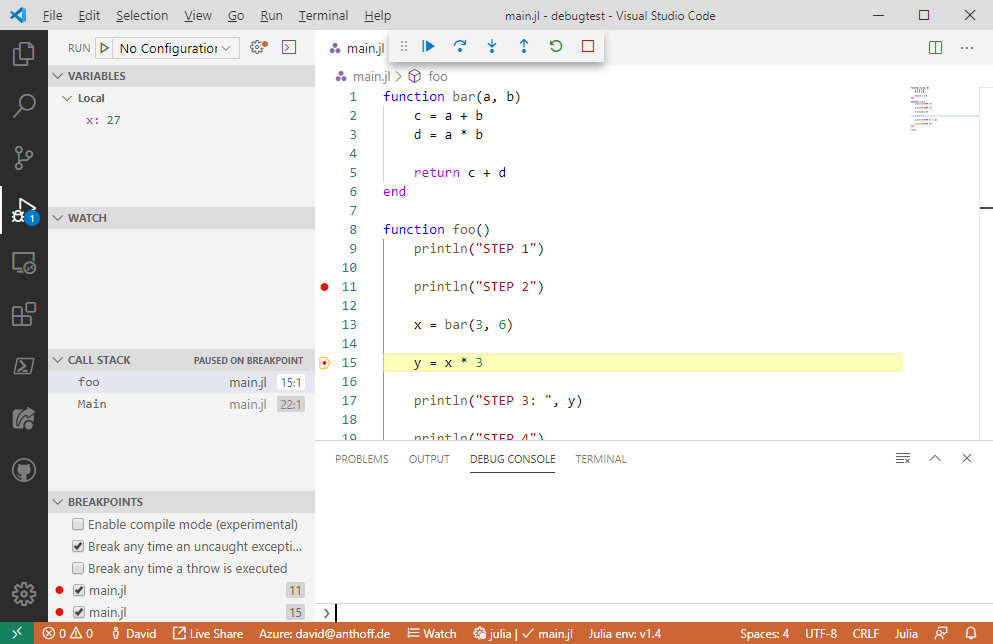 File Edit Selection View Go Run Terminal Help main.jl - debugtest - Visual Studio Code
RUN No Configuration
VARIABLES
Local
x: 27
1
WATCH
CALL STACK PAUSED ON BREAKPOINT
foo main.jl 15:1
Main main.jl 22:1
BREAKPOINTS
Enable compile mode (experimental)
Break any time an uncaught excepti...
Break any time a throw is executed
main.jl 11
main.jl 15
main.jl
main.jl > foo
1 function bar(a, b)
2 c = a + b
3 d = a * b
4
5 return c + d
6 end
7
8 function foo()
9 println("STEP 1")
10
11 println("STEP 2")
12
13 x = bar(3, 6)
14
15 y = x * 3
16
17 println("STEP 3: ", y)
18
19 println("STEP 4")
PROBLEMS OUTPUT DEBUG CONSOLE TERMINAL
>
0 0 David Live Share Azure: david@anthoff.de Watch julia | ✓ main.jl Julia env: v1.4 Spaces: 4 UTF-8 CRLF Julia